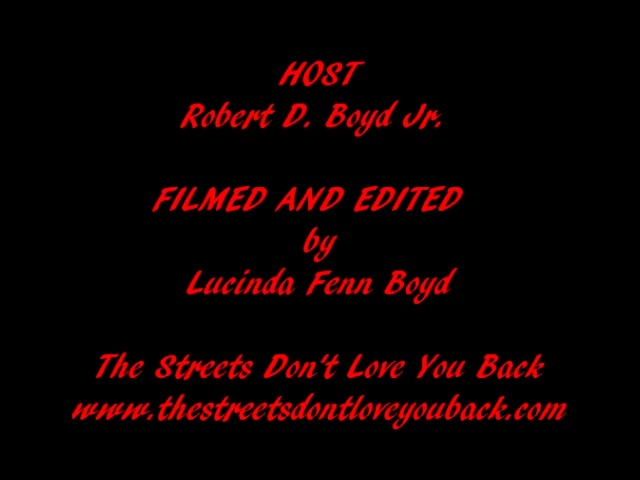 HOST
Robert D. Boyd Jr.
FILMED AND EDITED
by
Lucinda Fenn Boyd
The Streets Don't Love You Back
www.thestreetsdontloveyouback.com